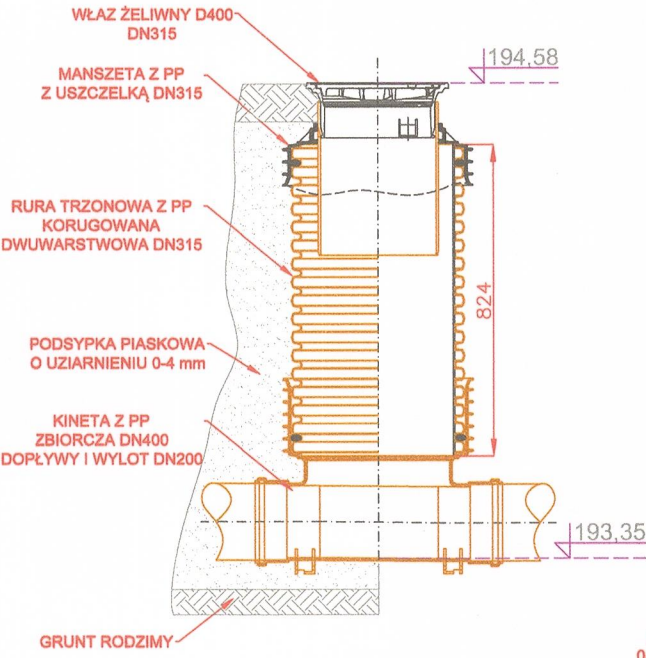 WŁAZ ŻELIWNY D400
DN315
194,58
MANSZETA Z PP
Z USZCZELKĄ DN315
RURA TRZONOWA Z PP
KORUGOWANA
DWUWARSTWOWA DN315
824
PODSYPKA PIASKOWA
O UZIARNIENIU 0-4 mm
KINETA Z PP
ZBIORCZA DN400
DOPŁYWY I WYLOT DN200
193,35
GRUNT RODZIMY